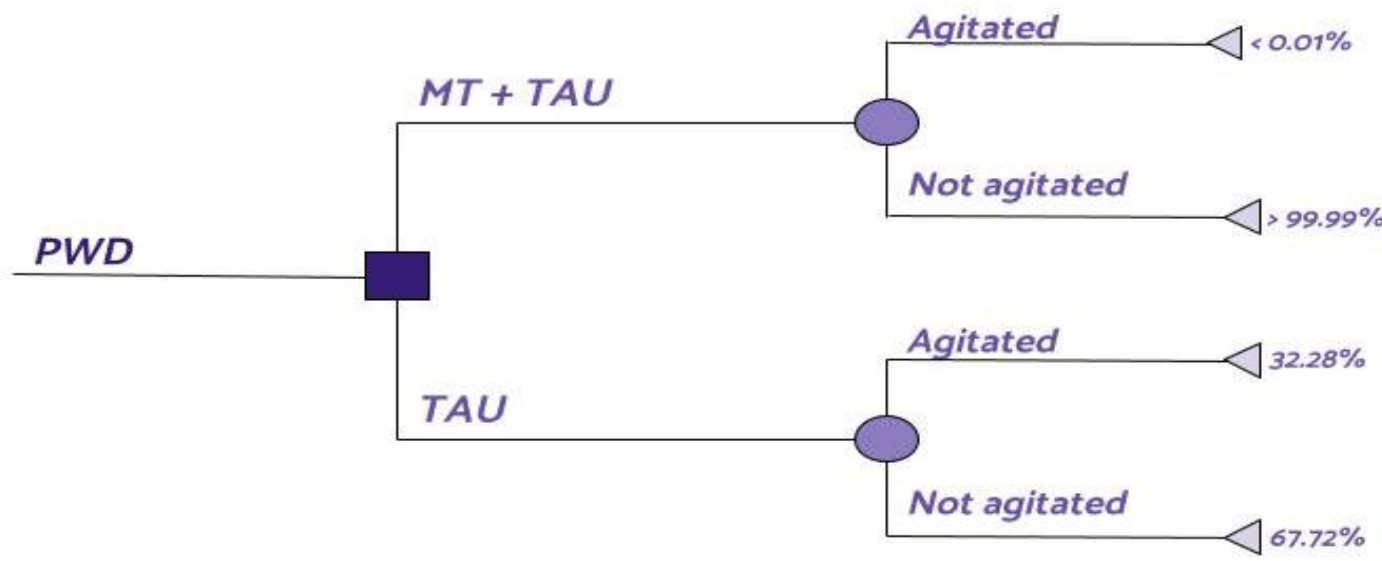 Agitated
< 0.01%
MT + TAU
Not agitated
> 99.99%
PWD
Agitated
32.28%
TAU
Not agitated
67.72%